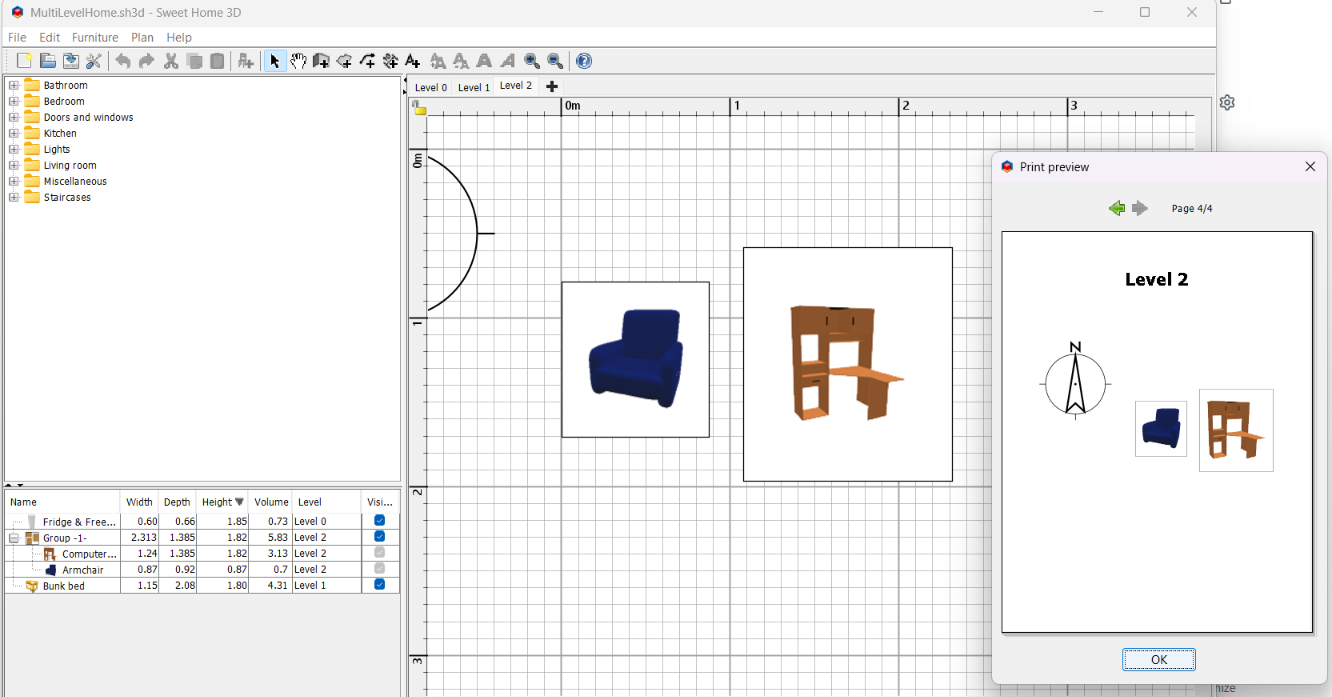 MultiLevelHome.sh3d - Sweet Home 3D
File Edit Furniture Plan Help
Bathroom
Bedroom
Doors and windows
Kitchen
Lights
Living room
Miscellaneous
Staircases
Name Width Depth Height Volume Level Visi...
Fridge & Free... 0.60 0.66 1.85 0.73 Level 0
Group -1- 2.313 1.385 1.82 5.83 Level 2
Computer... 1.24 1.385 1.82 3.13 Level 2
Armchair 0.87 0.92 0.87 0.7 Level 2
Bunk bed 1.15 2.08 1.80 4.31 Level 1
Level 0 Level 1 Level 2
0m 1 2 3
0m
1
2
3
Print preview
Page 4/4
Level 2
N
OK